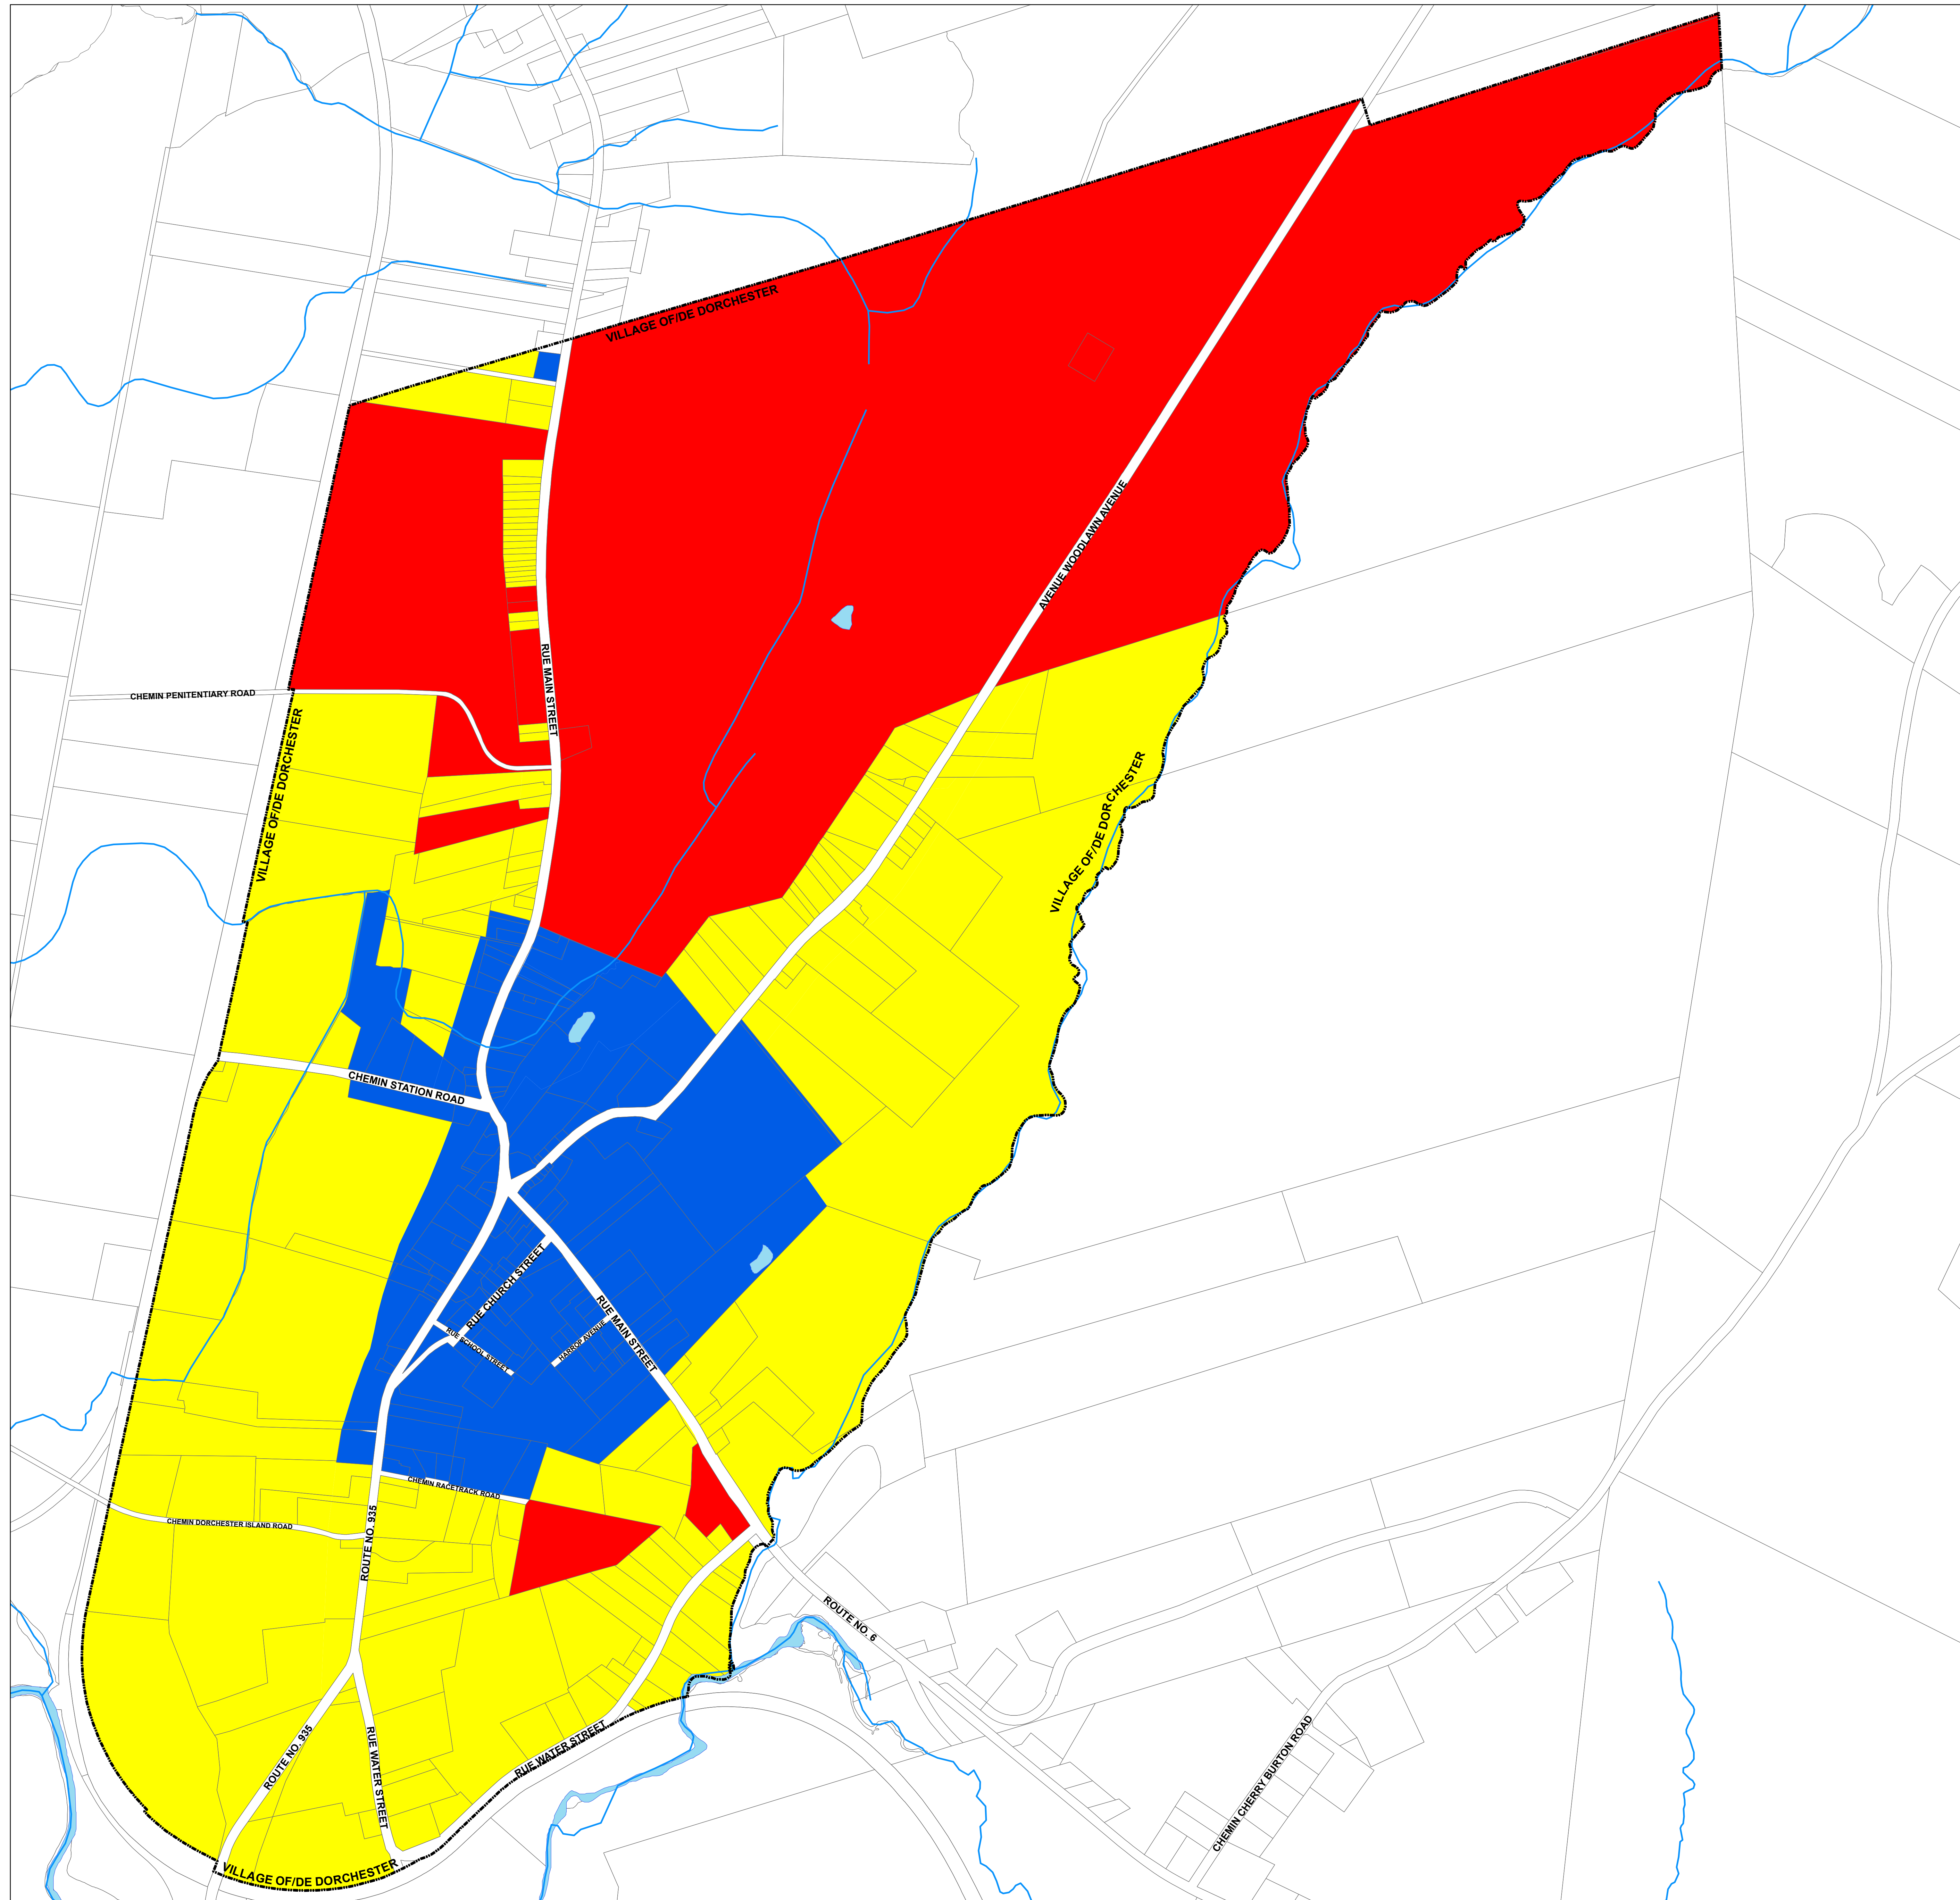 VILLAGE OF/DE DORCHESTER
AVENUE WOODLAWN AVENUE
RUE MAIN STREET
CHEMIN PENITENTIARY ROAD
VILLAGE OF/DE DORCHESTER
VILLAGE OF/DE DORCHESTER
CHEMIN STATION ROAD
RUE CHURCH STREET
RUE MAIN STREET
RUE SCHOOL STREET
HARROP AVENUE
CHEMIN RACETRACK ROAD
CHEMIN DORCHESTER ISLAND ROAD
ROUTE NO. 935
ROUTE NO. 6
ROUTE NO. 935
RUE WATER STREET
RUE WATER STREET
CHEMIN CHERRY BURTON ROAD
VILLAGE OF/DE DORCHESTER